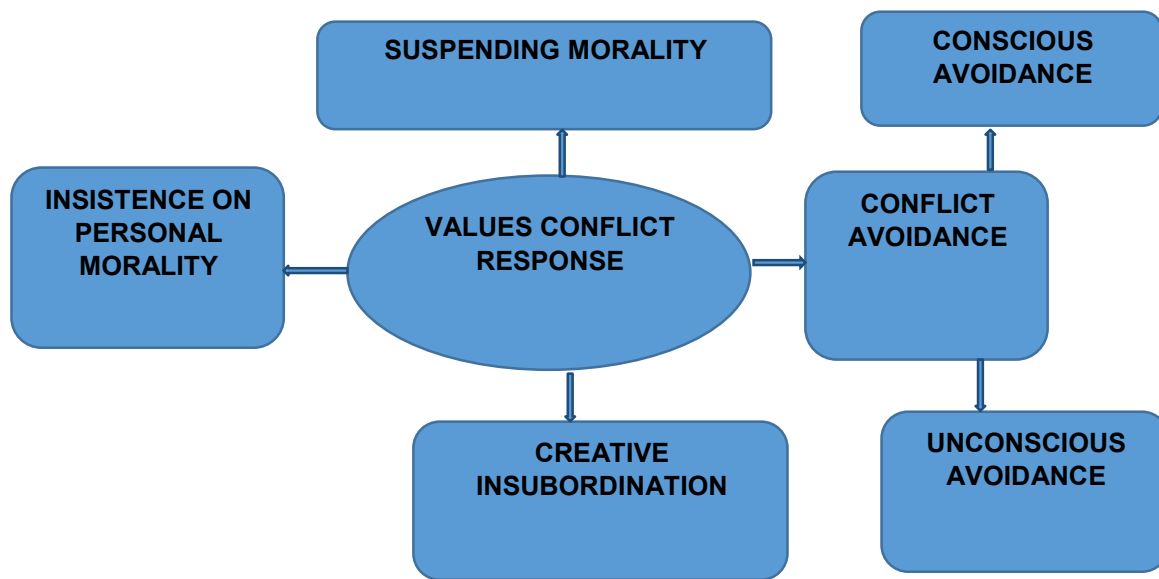 SUSPENDING MORALITY
CONSCIOUS
AVOIDANCE
INSISTENCE ON
PERSONAL
MORALITY
VALUES CONFLICT
RESPONSE
CONFLICT
AVOIDANCE
CREATIVE
INSUBORDINATION
UNCONSCIOUS
AVOIDANCE